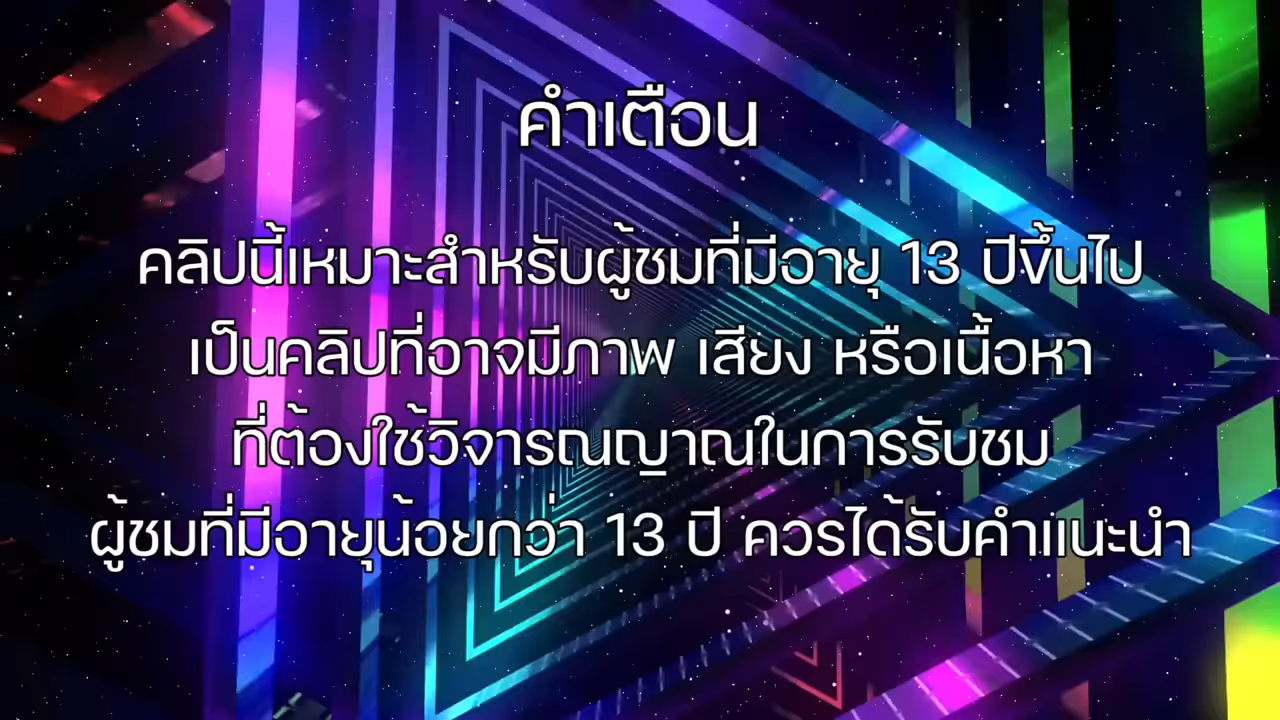 คำเตือน
คลิปนี้เหมาะสำหรับผู้ชมที่มีอายุ 13 ปีขึ้นไป
เป็นคลิปที่อาจมีภาพ เสียง หรือเนื้อหา
ที่ต้องใช้วิจารณญาณในการรับชม
ผู้ชมที่มีอายุน้อยกว่า 13 ปี ควรได้รับคำแนะนำ